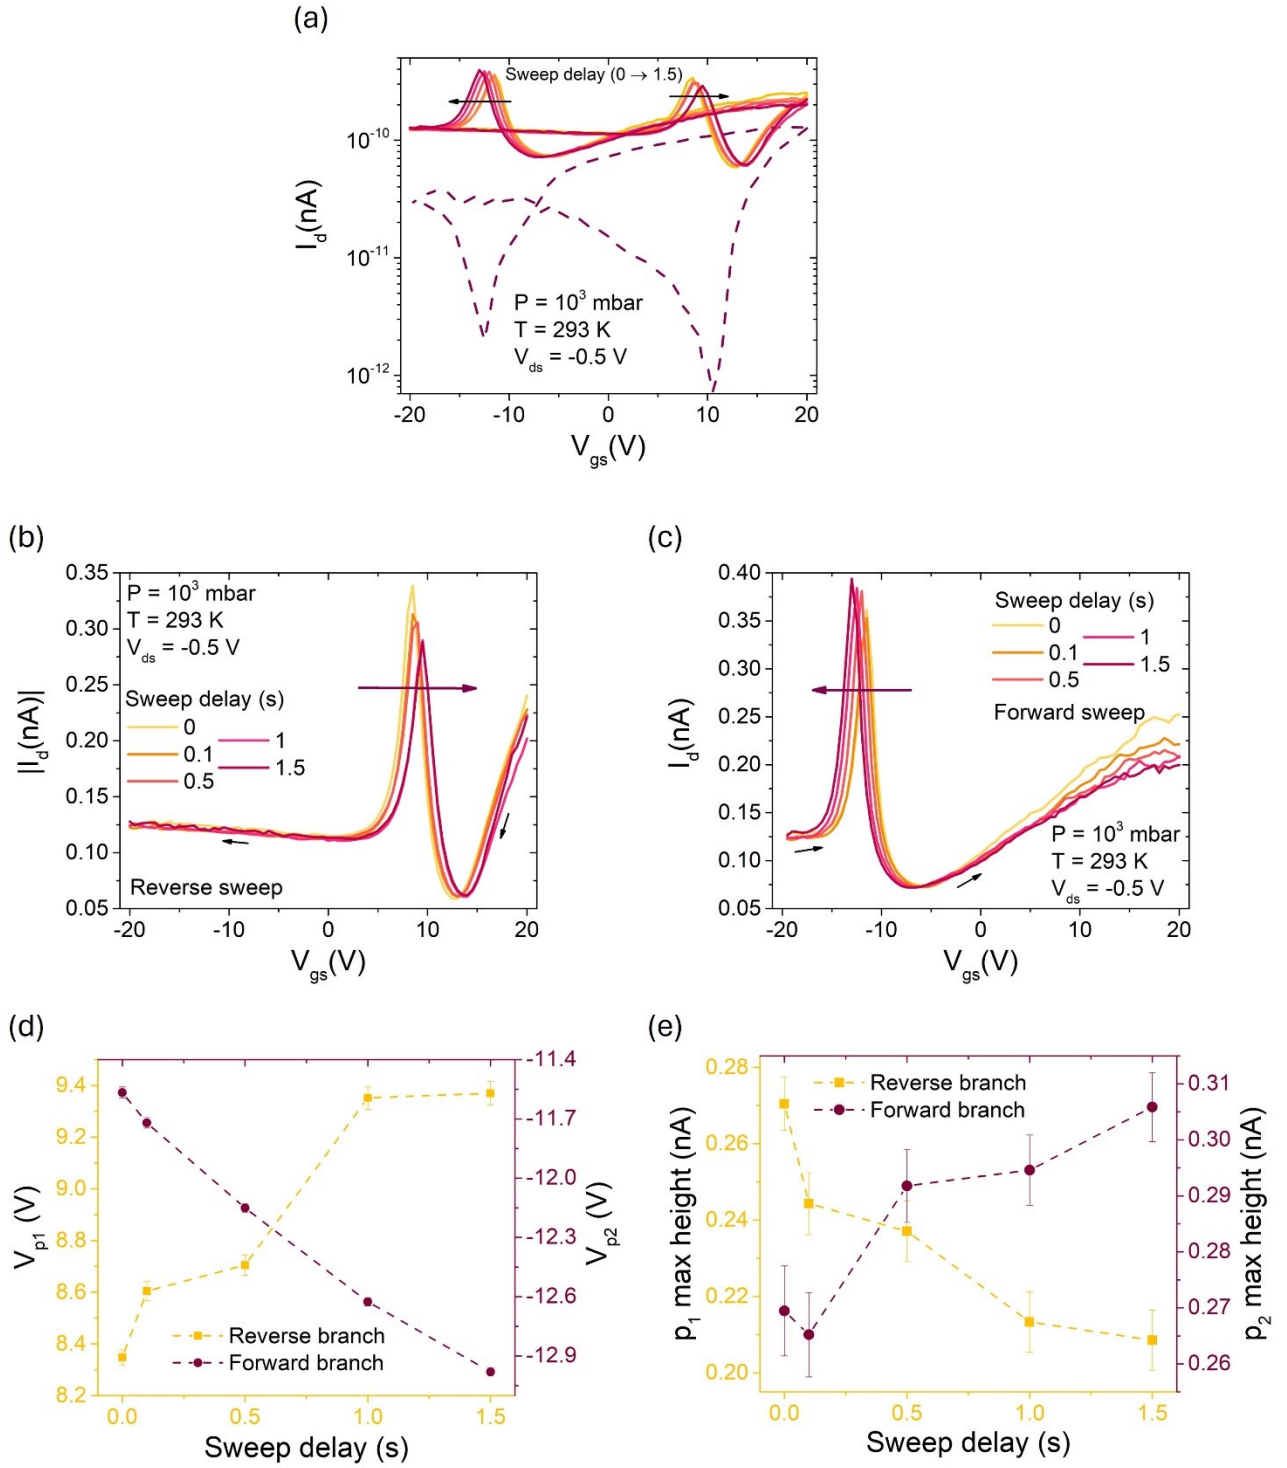 (a)
Sweep delay (0 → 1.5)
10⁻¹⁰
10⁻¹¹
10⁻¹²
I_d(nA)
P = 10³ mbar
T = 293 K
V_ds = -0.5 V
-20 -10 0 10 20
V_gs(V)
(b)
0.35
0.30
0.25
0.20
0.15
0.10
0.05
|I_d(nA)|
P = 10³ mbar
T = 293 K
V_ds = -0.5 V
Sweep delay (s)
0
0.1
0.5
1
1.5
Reverse sweep
-20 -10 0 10 20
V_gs(V)
(c)
0.40
0.35
0.30
0.25
0.20
0.15
0.10
0.05
I_d(nA)
Sweep delay (s)
0
0.1
0.5
1
1.5
Forward sweep
P = 10³ mbar
T = 293 K
V_ds = -0.5 V
-20 -10 0 10 20
V_gs(V)
(d)
9.4
9.2
9.0
8.8
8.6
8.4
8.2
V_p1 (V)
Reverse branch
Forward branch
-11.4
-11.7
-12.0
-12.3
-12.6
-12.9
V_p2 (V)
0.0 0.5 1.0 1.5
Sweep delay (s)
(e)
0.28
0.26
0.24
0.22
0.20
p₁ max height (nA)
Reverse branch
Forward branch
0.31
0.30
0.29
0.28
0.27
0.26
p₂ max height (nA)
0.0 0.5 1.0 1.5
Sweep delay (s)